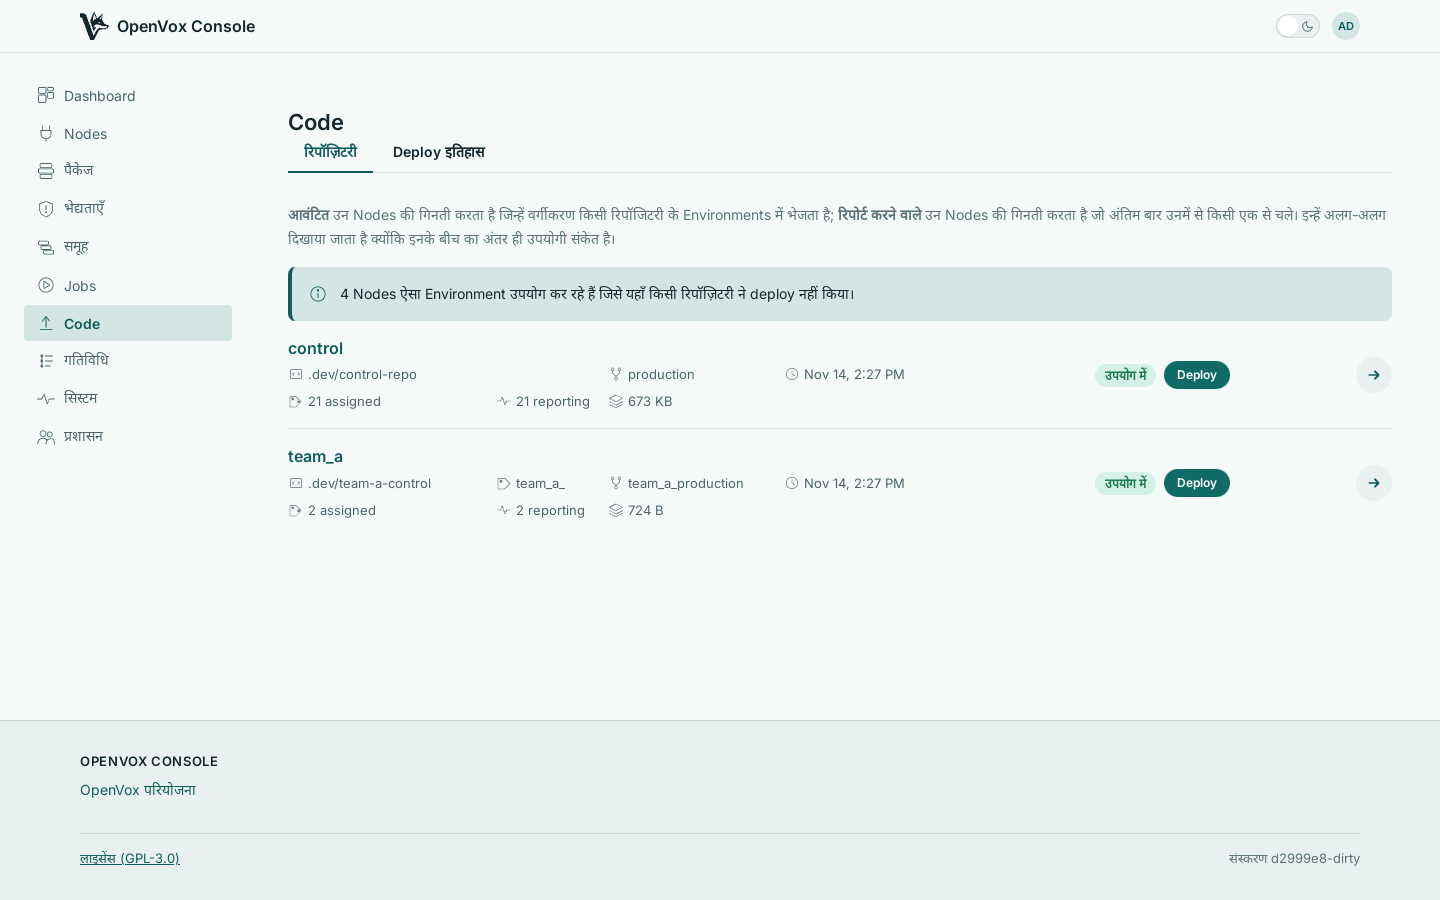 OpenVox Console
AD
Dashboard
Nodes
पैकेज
भेद्यताएँ
समूह
Jobs
Code
गतिविधि
सिस्टम
प्रशासन
Code
रिपॉज़िटरी
Deploy इतिहास
आवंटित उन Nodes की गिनती करता है जिन्हें वर्गीकरण किसी रिपॉजिटरी के Environments में भेजता है; रिपोर्ट करने वाले उन Nodes की गिनती करता है जो अंतिम बार उनमें से किसी एक से चले। इन्हें अलग-अलग
दिखाया जाता है क्योंकि इनके बीच का अंतर ही उपयोगी संकेत है।
4 Nodes ऐसा Environment उपयोग कर रहे हैं जिसे यहाँ किसी रिपॉज़िटरी ने deploy नहीं किया।
control
.dev/control-repo
production
Nov 14, 2:27 PM
उपयोग में
Deploy
21 assigned
21 reporting
673 KB
team_a
.dev/team-a-control
team_a_
team_a_production
Nov 14, 2:27 PM
उपयोग में
Deploy
2 assigned
2 reporting
724 B
OPENVOX CONSOLE
OpenVox परियोजना
लाइसेंस (GPL-3.0)
संस्करण d2999e8-dirty